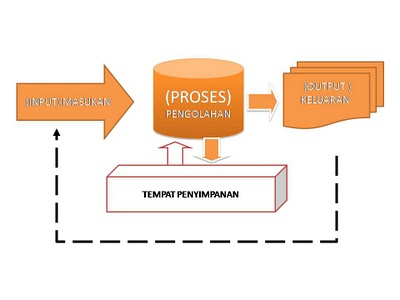 (INPUT) MASUKAN
(PROSES)
PENGOLAHAN
(OUTPUT (
KELUARAN
TEMPAT PENYIMPANAN